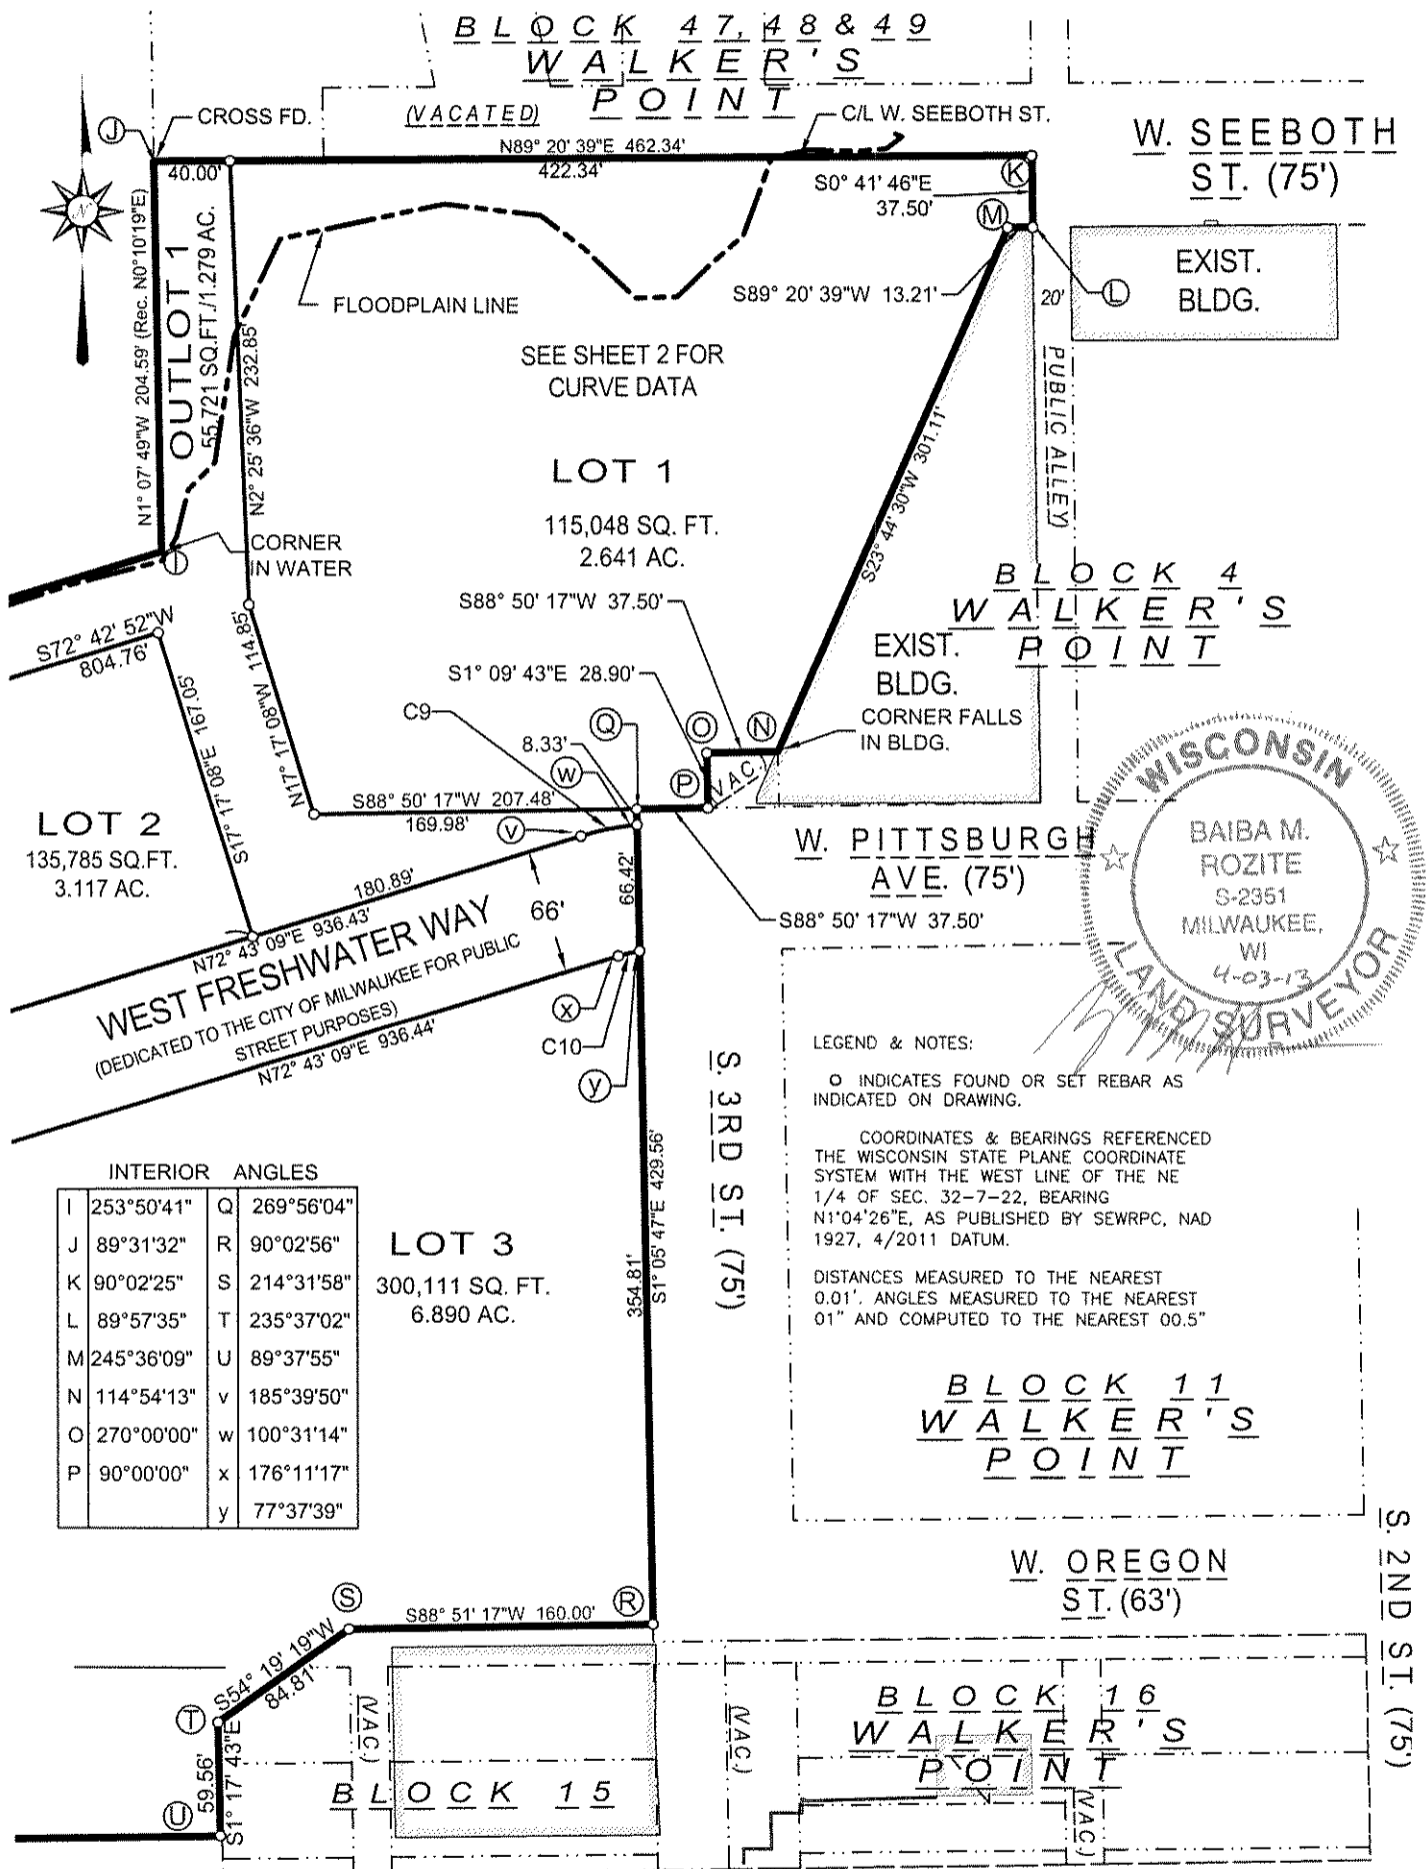 BLOCK 47, 48 & 49
WALKER'S
POINT
(VACATED)
CROSS FD.
C/L W. SEEBOTH ST.
W. SEEBOTH
ST. (75')
J
N89° 20' 39"E 462.34'
40.00'
422.34'
K
S0° 41' 46"E
37.50'
M
N
L
EXIST.
BLDG.
S89° 20' 39"W 13.21'
20'
FLOODPLAIN LINE
N1° 07' 49"W 204.59' (Rec. N0°10'19"E)
OUTLOT 1
55,721 SQ.FT./1.279 AC.
N2° 25' 36"W 232.85'
SEE SHEET 2 FOR
CURVE DATA
PUBLIC ALLEY)
LOT 1
115,048 SQ. FT.
2.641 AC.
S23° 44' 30"W 301.11'
CORNER
IN WATER
I
BLOCK 4
WALKER'S
POINT
S88° 50' 17"W 37.50'
S72° 42' 52"W
804.76'
EXIST.
BLDG.
S1° 09' 43"E 28.90'
CORNER FALLS
IN BLDG.
C9
Q
O
N
8.33'
w
P
(VAC.)
S17° 17' 08"E 167.05'
N17° 17' 08"W 114.85'
S88° 50' 17"W 207.48'
169.98'
v
LOT 2
135,785 SQ.FT.
3.117 AC.
W. PITTSBURGH
AVE. (75')
S88° 50' 17"W 37.50'
WISCONSIN
BAIBA M.
ROZITE
S-2351
MILWAUKEE,
WI
4-03-13
LAND SURVEYOR
180.89'
N72° 43' 09"E 936.43'
66.42'
66'
WEST FRESHWATER WAY
(DEDICATED TO THE CITY OF MILWAUKEE FOR PUBLIC
STREET PURPOSES)
N72° 43' 09"E 936.44'
x
C10
y
S. 3RD ST. (75')
LEGEND & NOTES:
O INDICATES FOUND OR SET REBAR AS
INDICATED ON DRAWING.
COORDINATES & BEARINGS REFERENCED
THE WISCONSIN STATE PLANE COORDINATE
SYSTEM WITH THE WEST LINE OF THE NE
1/4 OF SEC. 32-7-22, BEARING
N1°04'26"E, AS PUBLISHED BY SEWRPC, NAD
1927, 4/2011 DATUM.
DISTANCES MEASURED TO THE NEAREST
0.01'. ANGLES MEASURED TO THE NEAREST
01" AND COMPUTED TO THE NEAREST 00.5"
INTERIOR ANGLES
I 253°50'41" Q 269°56'04"
J 89°31'32" R 90°02'56"
K 90°02'25" S 214°31'58"
L 89°57'35" T 235°37'02"
M 245°36'09" U 89°37'55"
N 114°54'13" v 185°39'50"
O 270°00'00" w 100°31'14"
P 90°00'00" x 176°11'17"
y 77°37'39"
LOT 3
300,111 SQ. FT.
6.890 AC.
354.81'
S1° 05' 47"E 429.56'
BLOCK 11
WALKER'S
POINT
W. OREGON
ST. (63')
S. 2ND ST. (75')
S
S88° 51' 17"W 160.00'
R
S54° 19' 19"W
84.81'
T
59.56'
S1° 17' 43"E
U
(VAC.)
BLOCK 15
(VAC.)
BLOCK 16
WALKER'S
POINT
(VAC.)